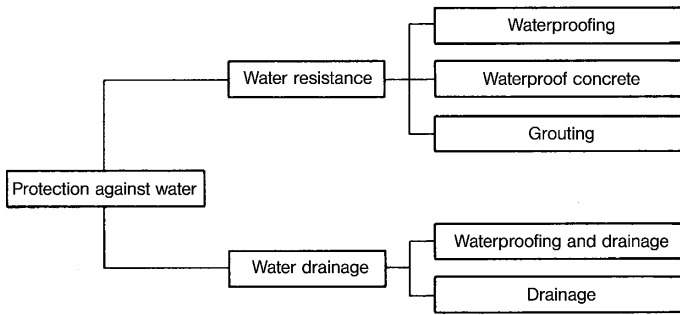 Waterproofing
Water resistance
Waterproof concrete
Grouting
Protection against water
Waterproofing and drainage
Water drainage
Drainage